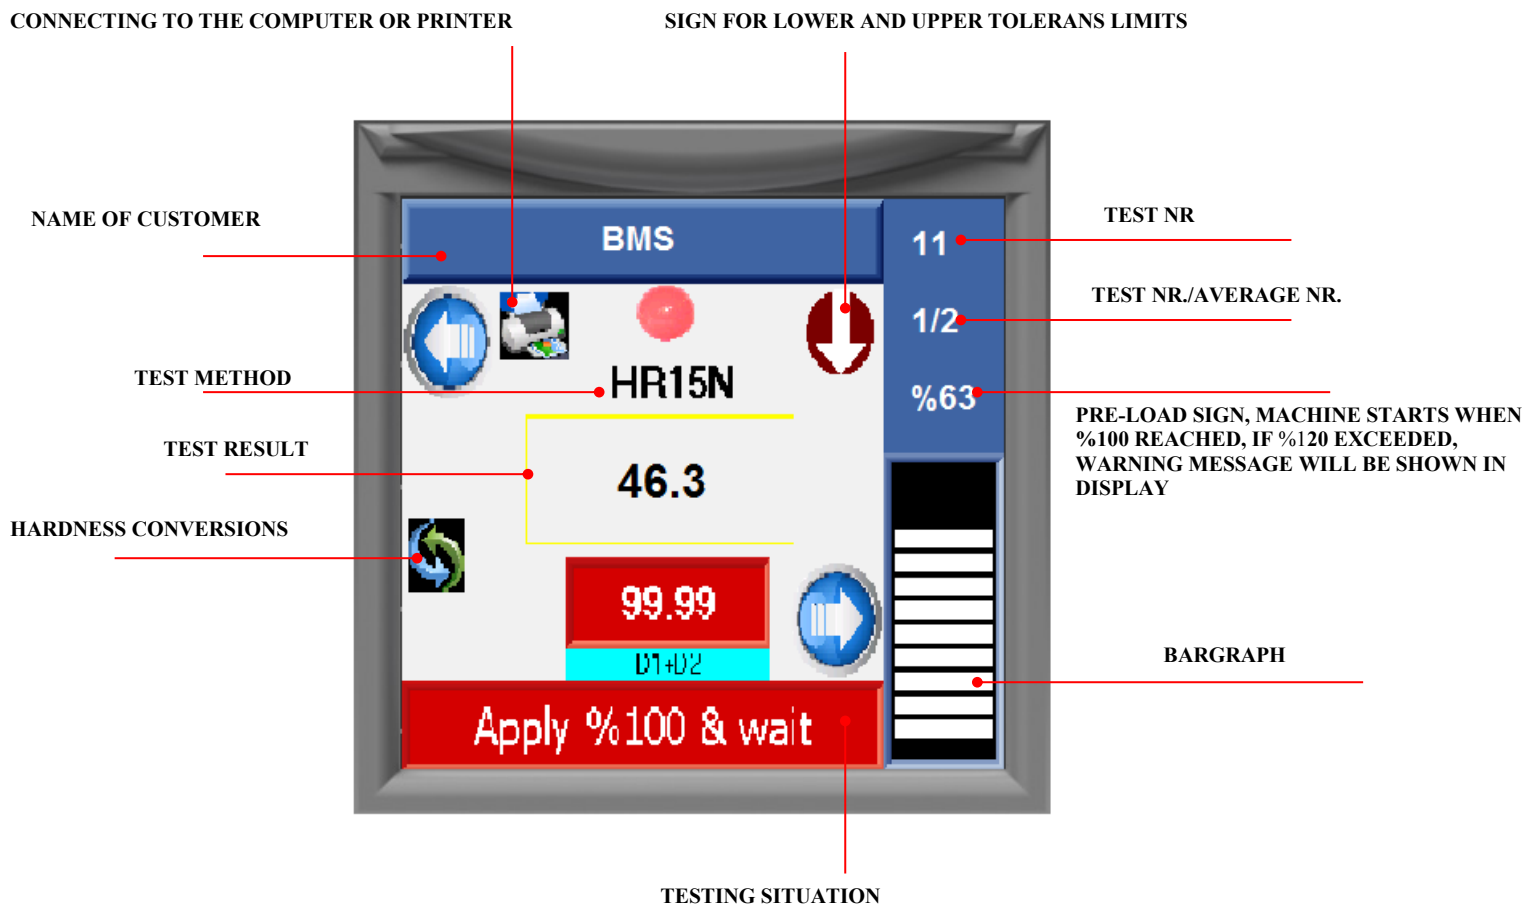 CONNECTING TO THE COMPUTER OR PRINTER
SIGN FOR LOWER AND UPPER TOLERANS LIMITS
NAME OF CUSTOMER
BMS
11
TEST NR
1/2
TEST NR./AVERAGE NR.
TEST METHOD
HR15N
%63
PRE-LOAD SIGN, MACHINE STARTS WHEN
%100 REACHED, IF %120 EXCEEDED,
WARNING MESSAGE WILL BE SHOWN IN
DISPLAY
TEST RESULT
46.3
HARDNESS CONVERSIONS
99.99
D1+D2
BARGRAPH
Apply %100 & wait
TESTING SITUATION